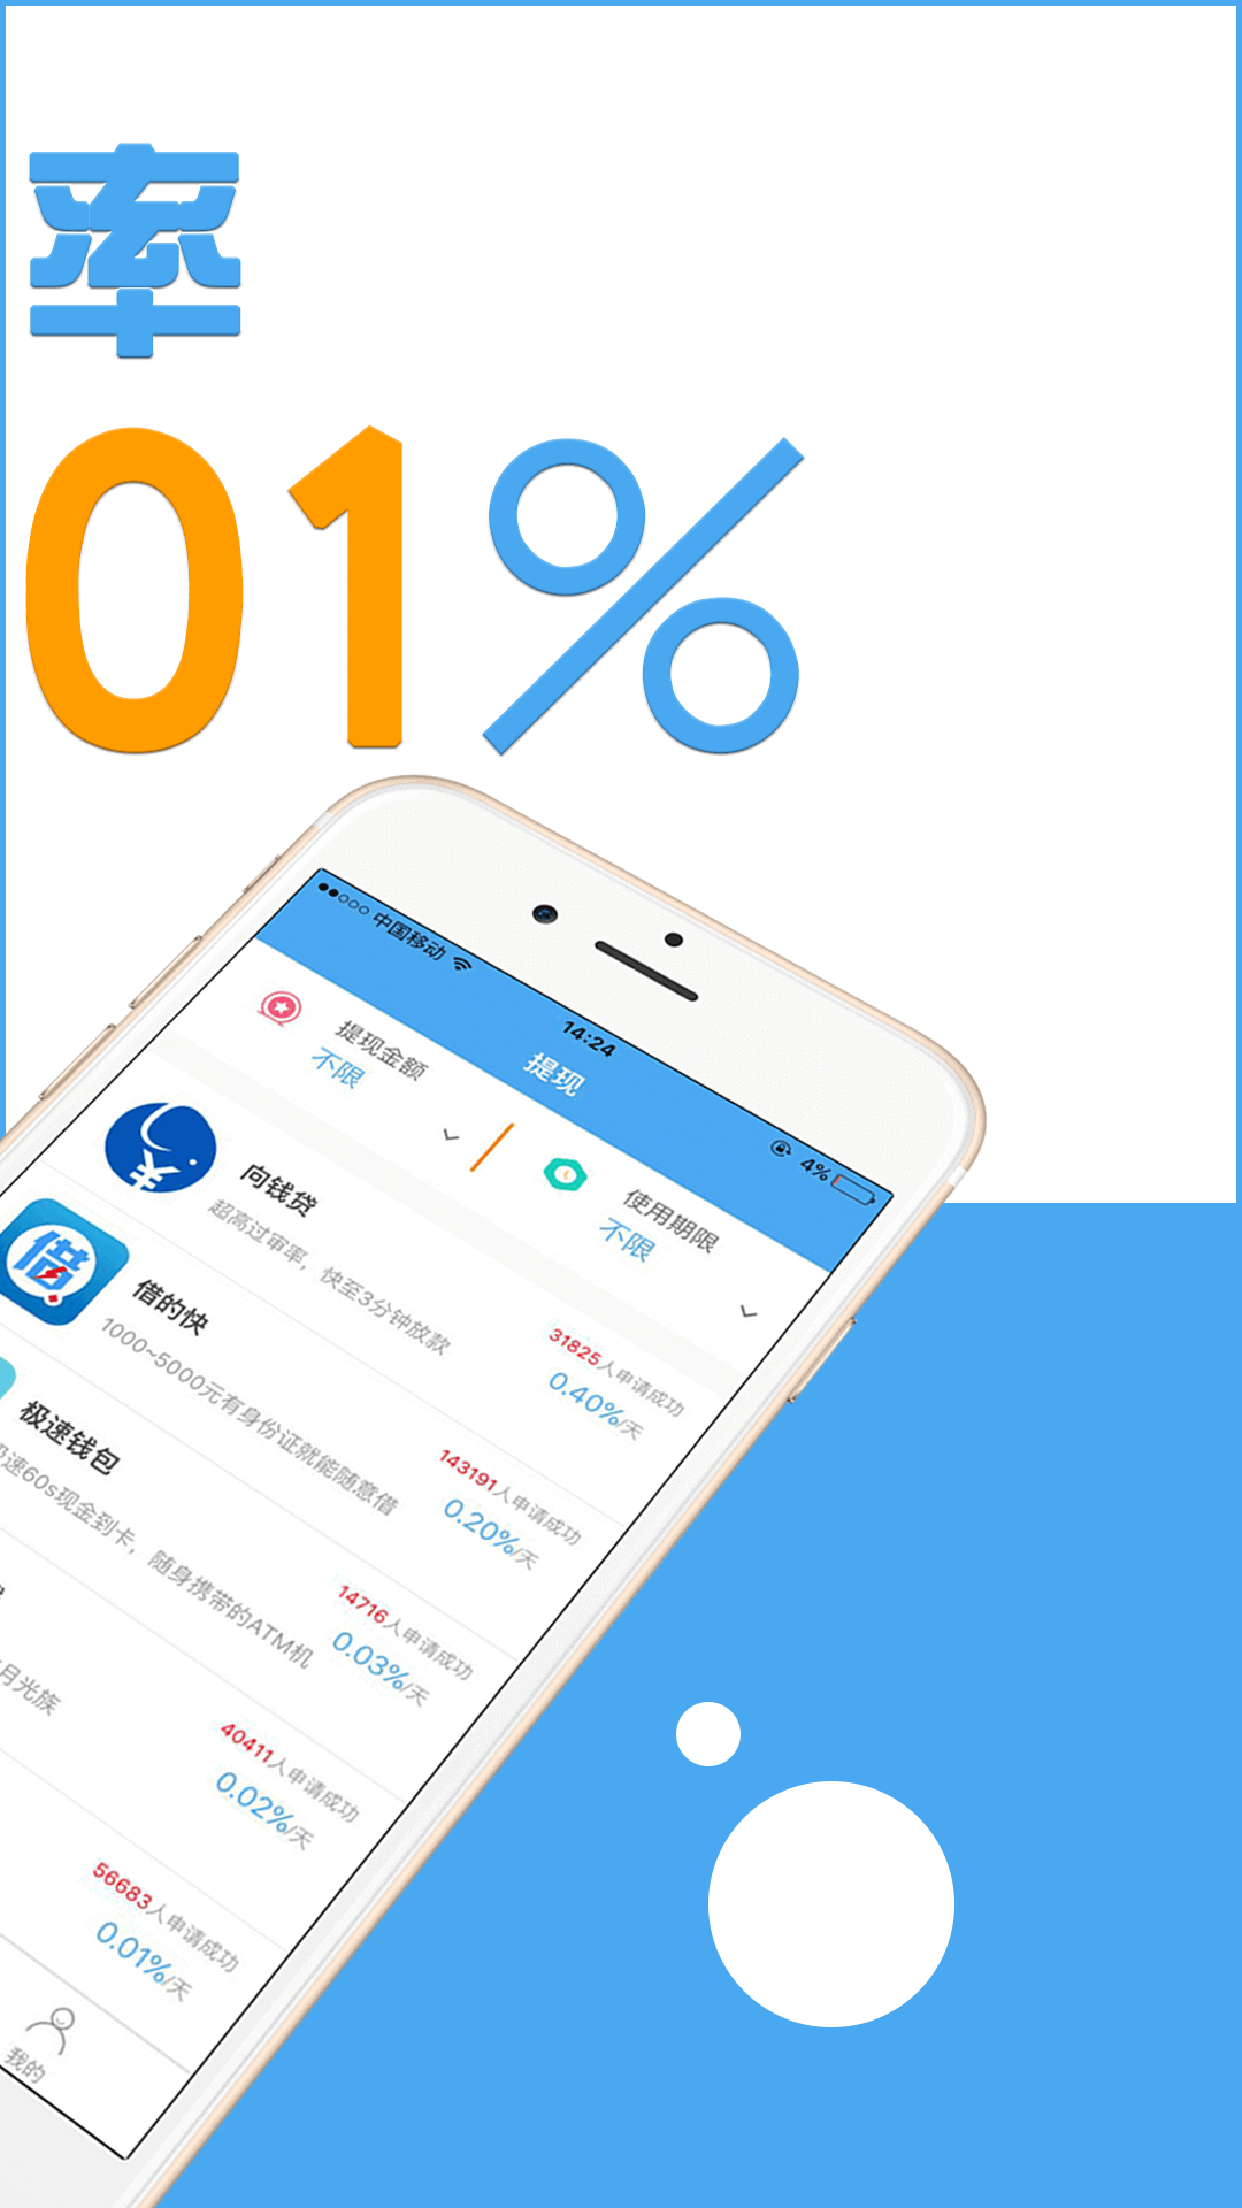 率
01%
中国移动
14:24
4%
提现
提现金额
不限
使用期限
不限
向钱贷
超高过审率，快至3分钟放款
31825人申请成功
0.40%/天
借
借的快
1000~5000元有身份证就能随意借
143191人申请成功
0.20%/天
极速钱包
极速60s现金到卡，随身携带的ATM机
14716人申请成功
0.03%/天
月光族
40411人申请成功
0.02%/天
56683人申请成功
0.01%/天
我的